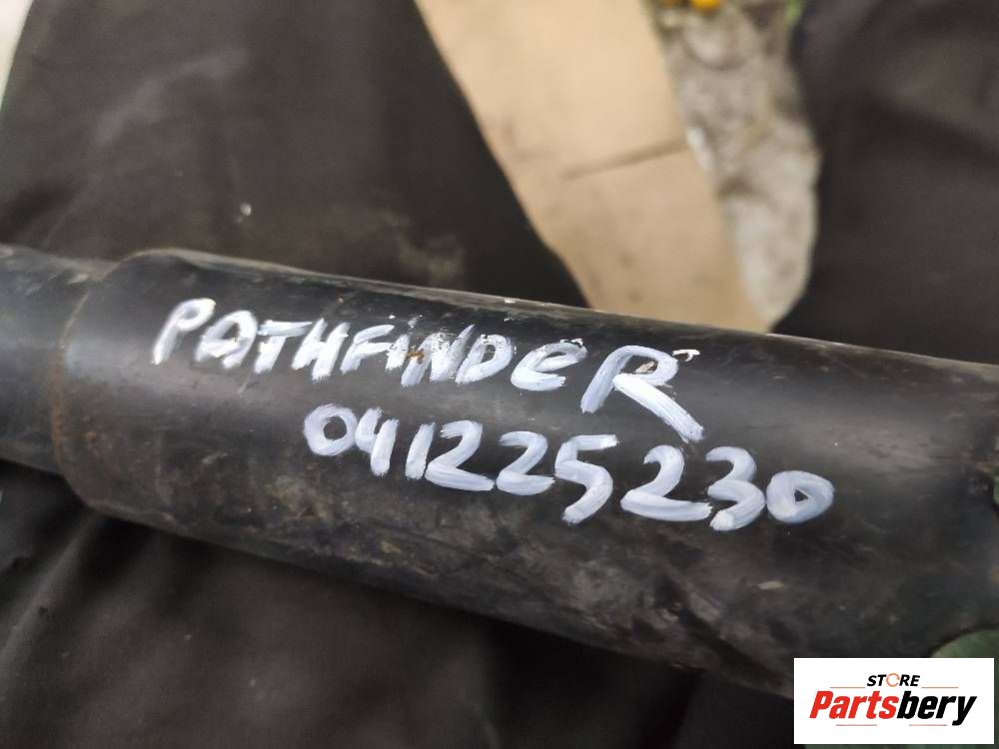 PATHFINDeR
041225230
STORE
Partsbery